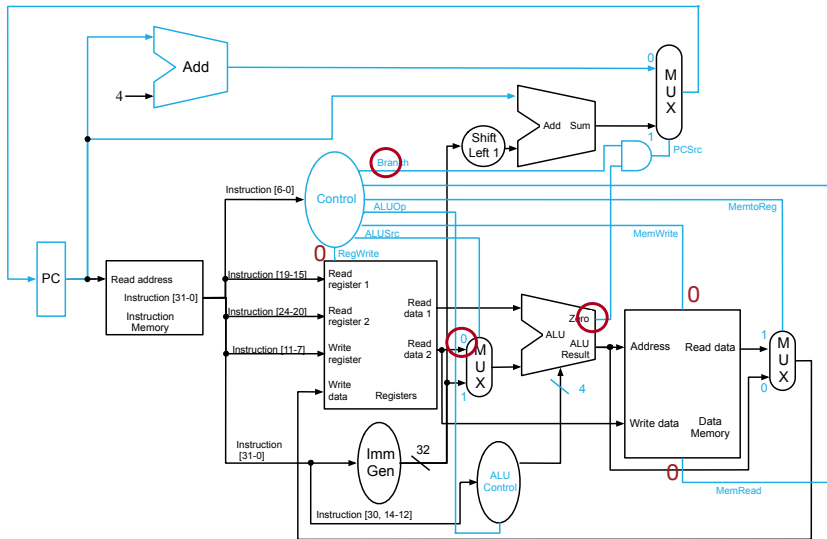 Add
4
0
M
U
X
1
PCSrc
Shift
Left 1
Add Sum
Branch
Instruction [6-0]
Control
ALUOp
MemtoReg
MemWrite
ALUSrc
0
RegWrite
PC
Read address
Instruction [31-0]
Instruction
Memory
Instruction [19-15]
Read
register 1
Instruction [24-20]
Read
register 2
Instruction [11-7]
Write
register
Write
data
Registers
Read
data 1
Read
data 2
0
M
U
X
1
Zero
ALU
ALU
Result
4
0
Address
Read data
Write data
Data
Memory
0
MemRead
1
M
U
X
0
Instruction
[31-0]
Imm
Gen
32
ALU
Control
Instruction [30, 14-12]